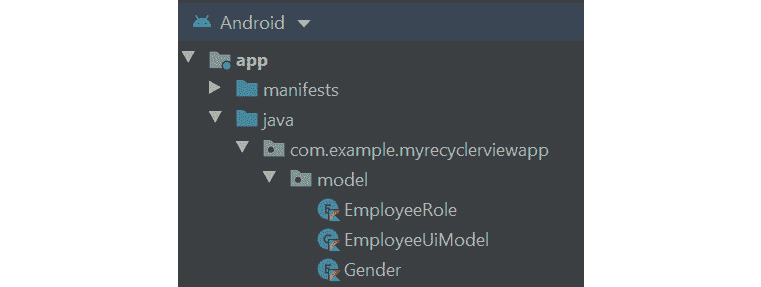 Android
app
manifests
java
com.example.myrecyclerviewapp
model
EmployeeRole
EmployeeUiModel
Gender